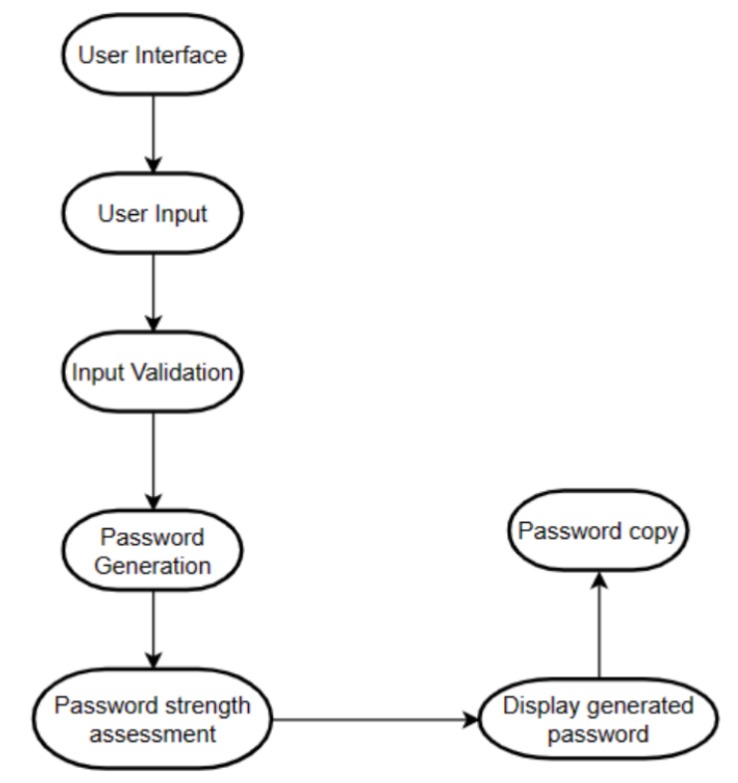 User Interface
User Input
Input Validation
Password
Generation
Password strength
assessment
Display generated
password
Password copy